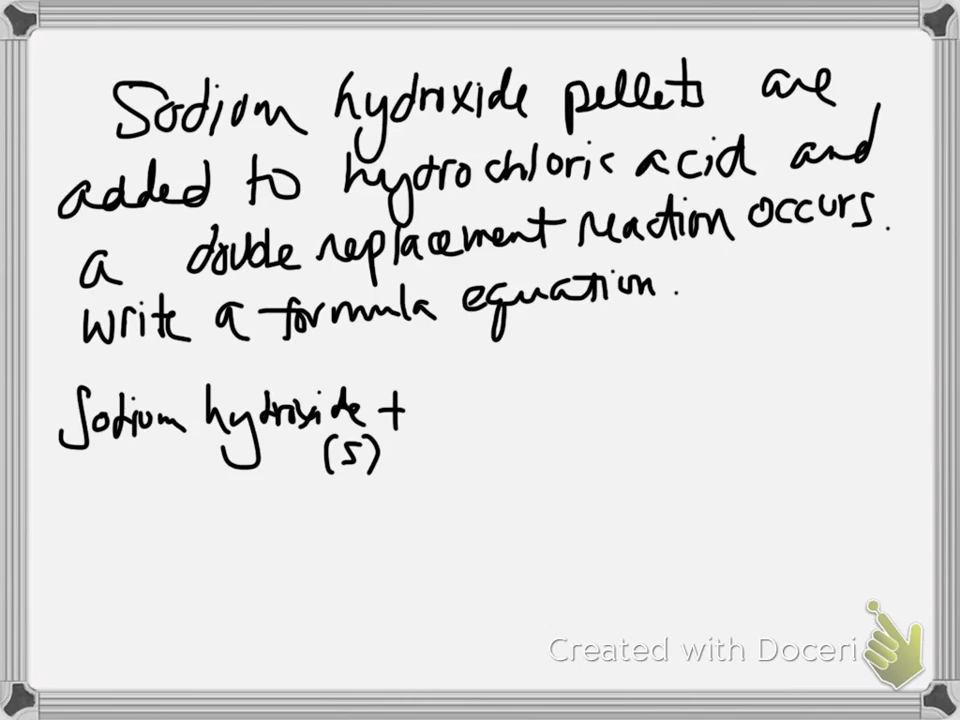 Sodium hydroxide pellets are
added to hydrochloric acid and
a double replacement reaction occurs.
write a formula equation.
Sodium hydroxide +
(s)
Created with Doceri